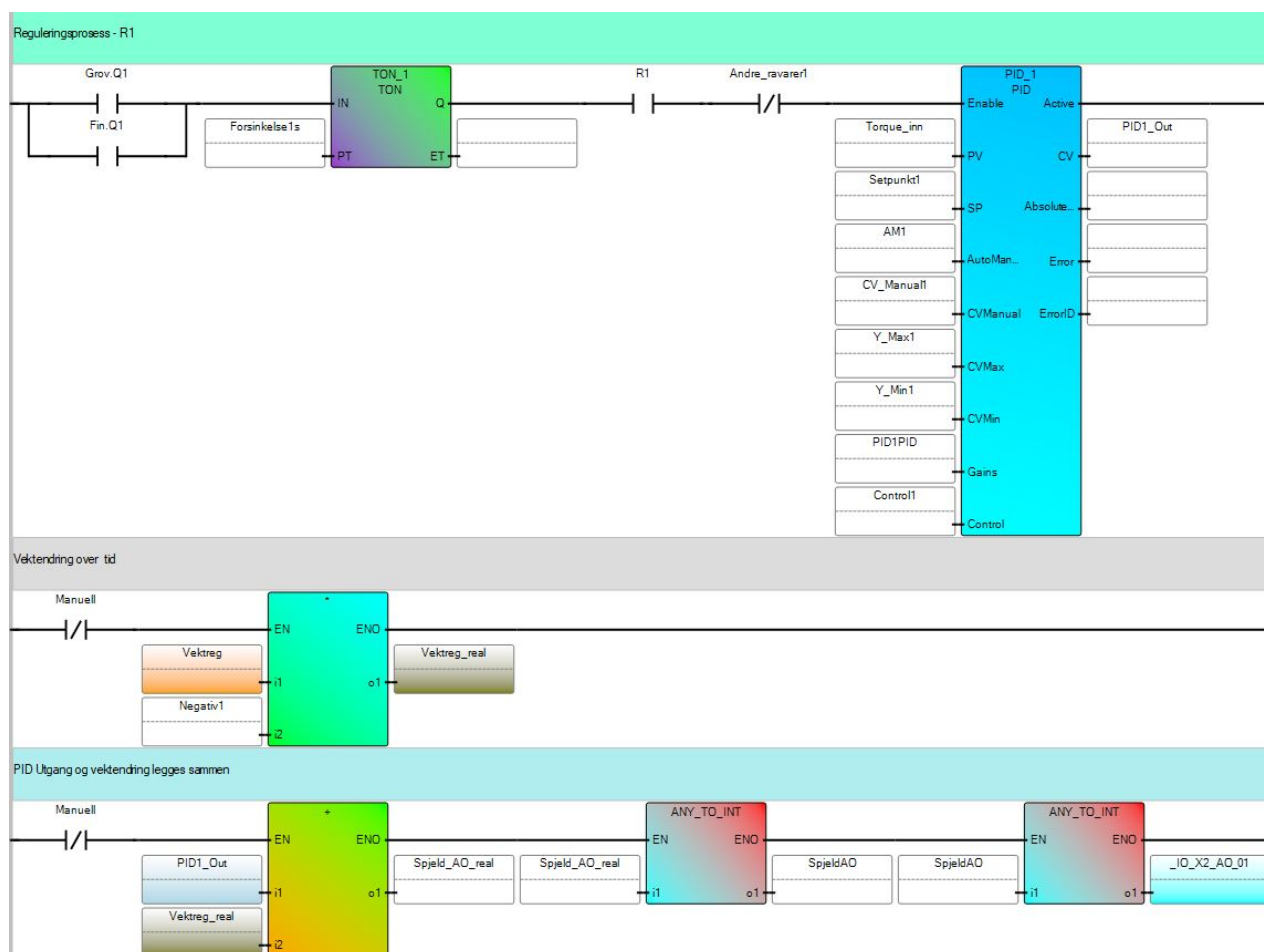 Reguleringsprosess - R1
Grov.Q1
TON_1
TON
R1
Andre_ravarer1
PID_1
PID
IN
Q
Enable
Active
Fin.Q1
Forsinkelse1s
PT
ET
Torque_inn
PV
CV
PID1_Out
Setpunkt1
SP
Absolute...
AM1
AutoMan...
Error
CV_Manual1
CVManual
ErrorID
Y_Max1
CVMax
Y_Min1
CVMin
PID1PID
Gains
Control1
Control
Vektendring over tid
Manuell
-
EN
ENO
Vektreg
i1
o1
Vektreg_real
Negativ1
i2
PID Utgang og vektendring legges sammen
Manuell
+
ANY_TO_INT
ANY_TO_INT
EN
ENO
EN
ENO
EN
ENO
PID1_Out
i1
o1
Spjeld_AO_real
Spjeld_AO_real
i1
o1
SpjeldAO
SpjeldAO
i1
o1
_IO_X2_AO_01
Vektreg_real
i2